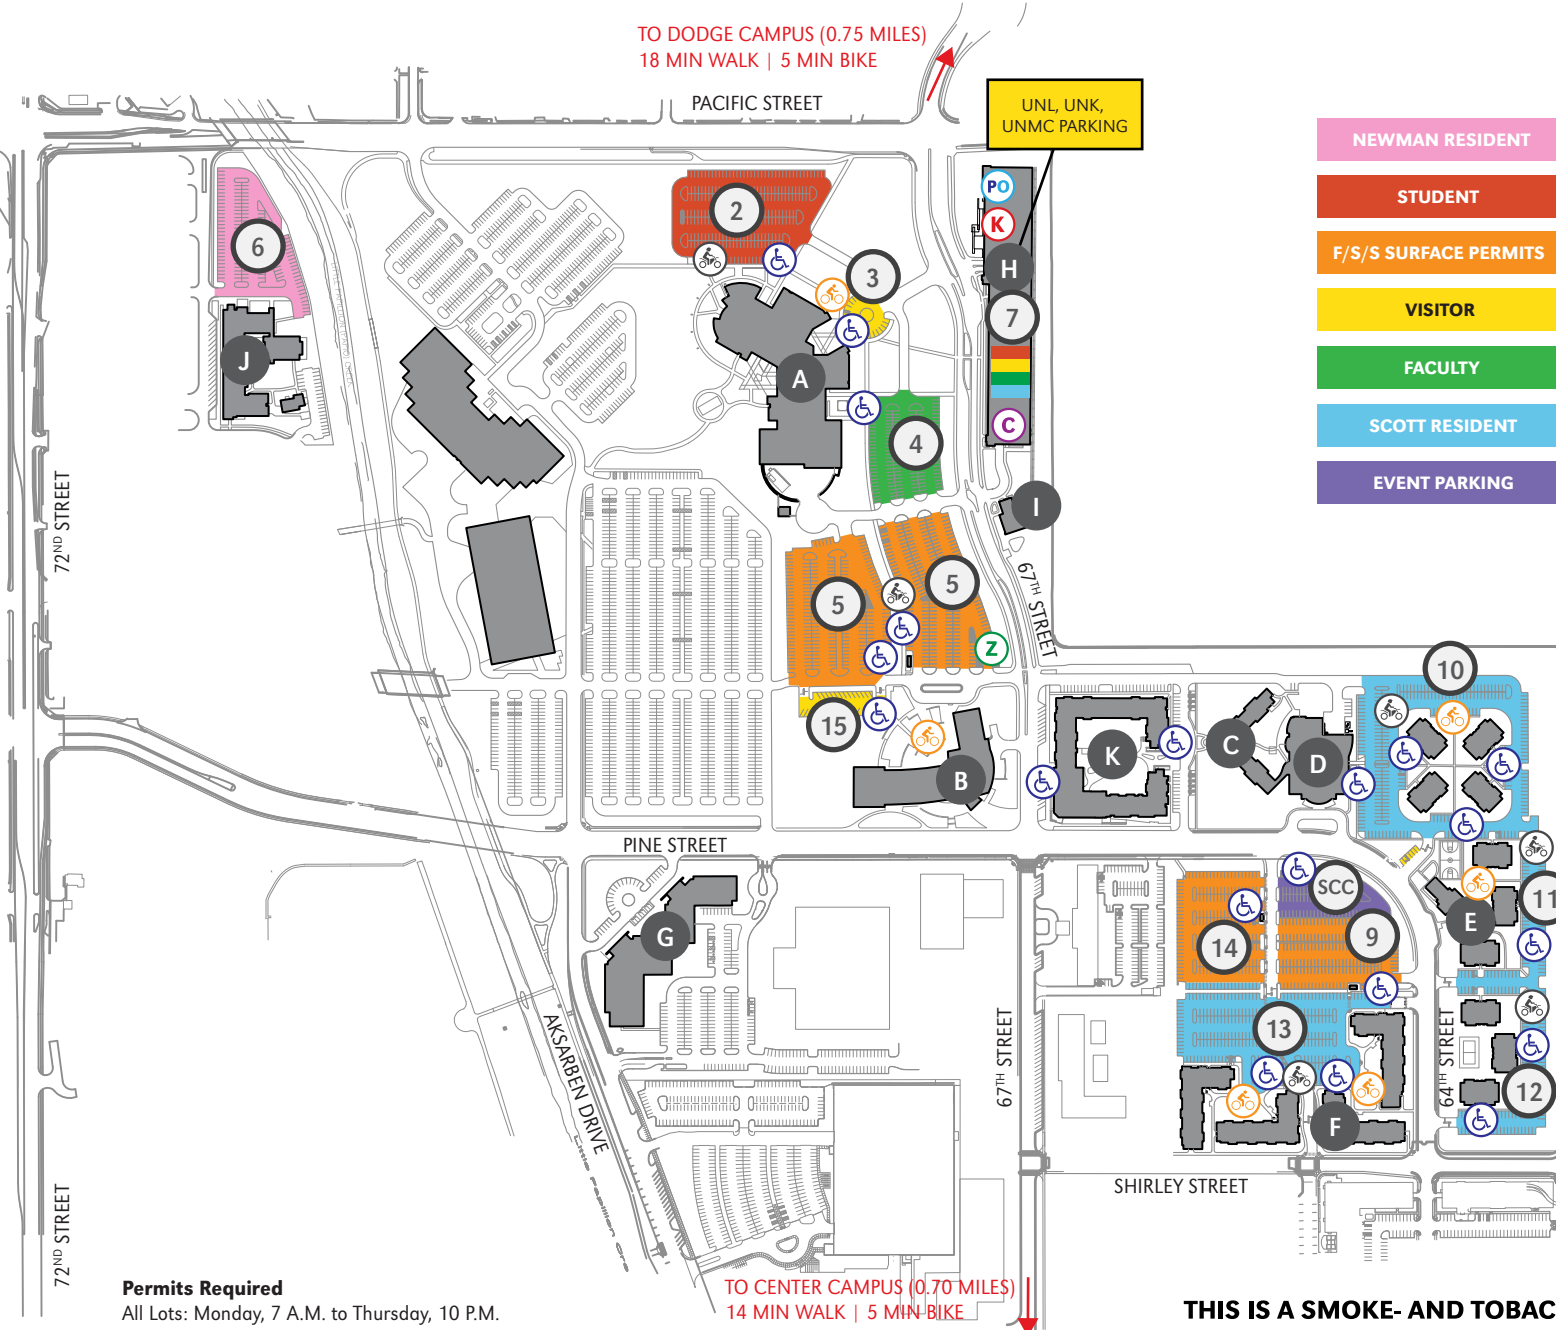 TO DODGE CAMPUS (0.75 MILES)
18 MIN WALK | 5 MIN BIKE
PACIFIC STREET
UNL, UNK,
UNMC PARKING
NEWMAN RESIDENT
STUDENT
F/S/S SURFACE PERMITS
VISITOR
FACULTY
SCOTT RESIDENT
EVENT PARKING
PO
K
H
7
C
2
3
6
J
A
4
I
72ND STREET
5
5
67TH STREET
Z
10
15
K
C
D
B
PINE STREET
SCC
11
E
G
14
9
13
AKSARBEN DRIVE
67TH STREET
64TH STREET
12
F
SHIRLEY STREET
72ND STREET
Little Papillion Cre
Permits Required
All Lots: Monday, 7 A.M. to Thursday, 10 P.M.
TO CENTER CAMPUS (0.70 MILES)
14 MIN WALK | 5 MIN BIKE
THIS IS A SMOKE- AND TOBAC